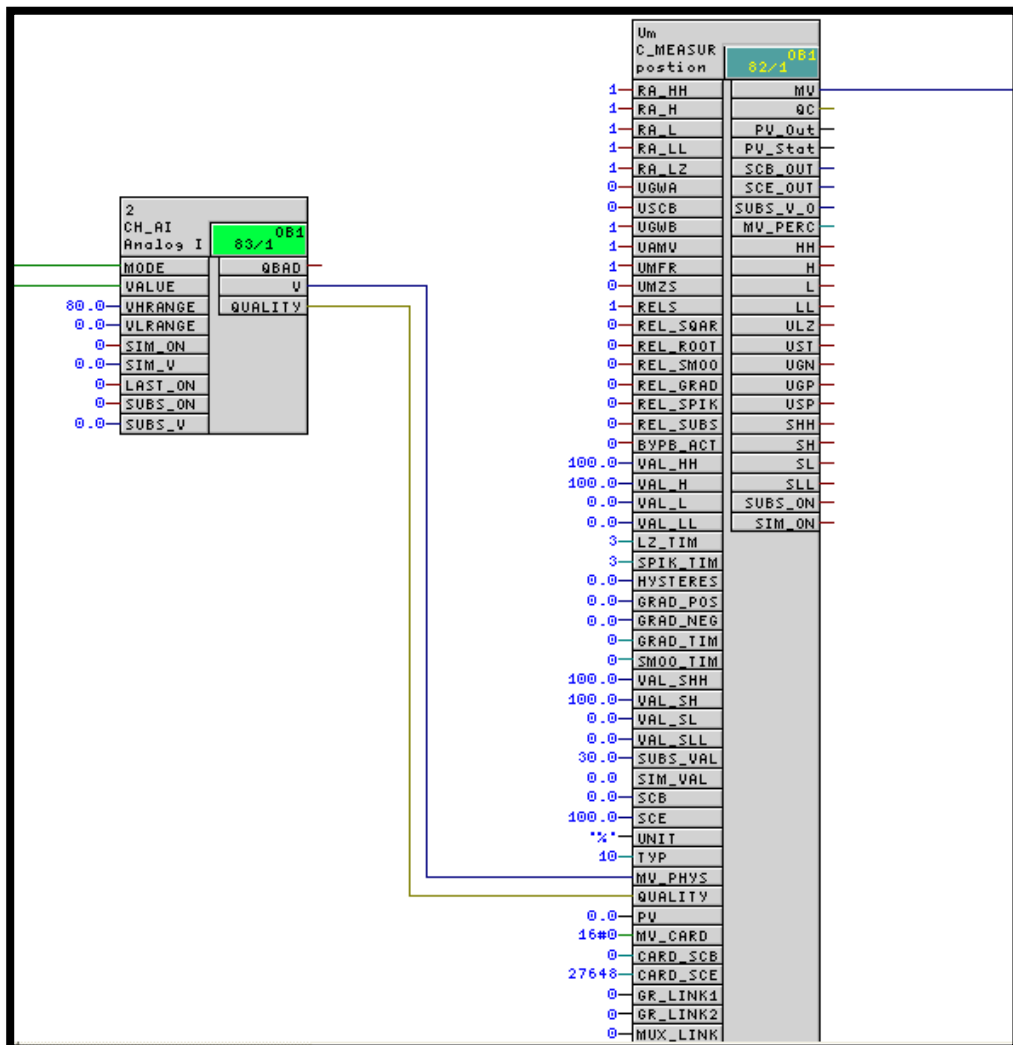 2
CH_AI
Analog I
OB1
83/1
MODE QBAD
VALUE V
80.0 VHRANGE QUALITY
0.0 VLRANGE
0 SIM_ON
0.0 SIM_V
0 LAST_ON
0 SUBS_ON
0.0 SUBS_V
Um
C_MEASUR
postion
OB1
82/1
1 RA_HH MV
1 RA_H QC
1 RA_L PV_Out
1 RA_LL PV_Stat
1 RA_LZ SCB_OUT
0 UGWA SCE_OUT
0 USCB SUBS_V_O
1 UGWB MV_PERC
1 UAMV HH
1 UMFR H
0 UMZS L
1 RELS LL
0 REL_SQAR ULZ
0 REL_ROOT UST
0 REL_SMOO UGN
0 REL_GRAD UGP
0 REL_SPIK USP
0 REL_SUBS SHH
0 BYPB_ACT SH
100.0 VAL_HH SL
100.0 VAL_H SLL
0.0 VAL_L SUBS_ON
0.0 VAL_LL SIM_ON
3 LZ_TIM
3 SPIK_TIM
0.0 HYSTERES
0.0 GRAD_POS
0.0 GRAD_NEG
0 GRAD_TIM
0 SMOO_TIM
100.0 VAL_SHH
100.0 VAL_SH
0.0 VAL_SL
0.0 VAL_SLL
30.0 SUBS_VAL
0.0 SIM_VAL
0.0 SCB
100.0 SCE
'%' UNIT
10 TYP
MV_PHYS
QUALITY
0.0 PV
16#0 MV_CARD
0 CARD_SCB
27648 CARD_SCE
0 GR_LINK1
0 GR_LINK2
0 MUX_LINK